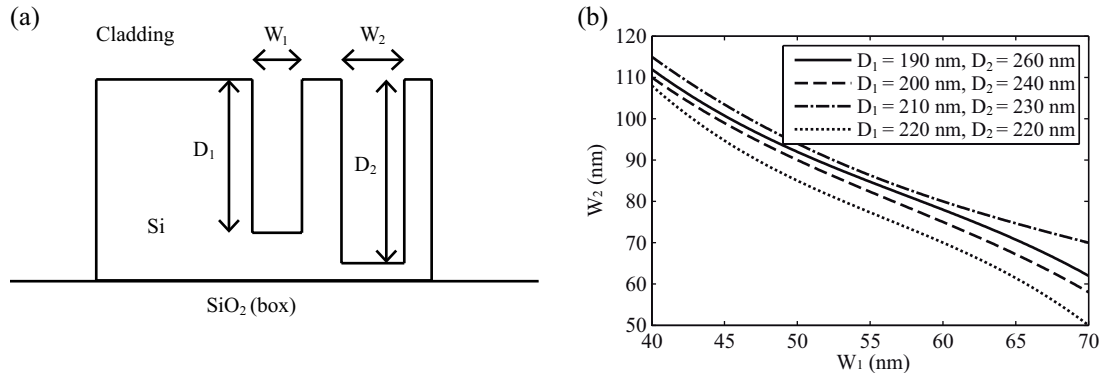 (a)
Cladding
W₁
W₂
D₁
D₂
Si
SiO₂ (box)
(b)
120
110
100
90
80
70
60
50
W₂ (nm)
D₁ = 190 nm, D₂ = 260 nm
D₁ = 200 nm, D₂ = 240 nm
D₁ = 210 nm, D₂ = 230 nm
D₁ = 220 nm, D₂ = 220 nm
40 45 50 55 60 65 70
W₁ (nm)